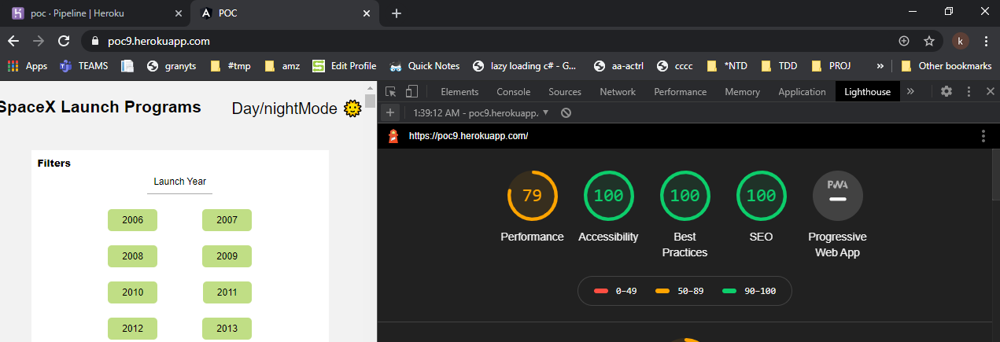 poc · Pipeline | Heroku
POC
poc9.herokuapp.com
k
Apps TEAMS granyts #tmp amz Edit Profile Quick Notes lazy loading c# - G... aa-actrl cccc *NTD TDD PROJ » Other bookmarks
SpaceX Launch Programs
Day/nightMode
Filters
Launch Year
2006 2007
2008 2009
2010 2011
2012 2013
Elements Console Sources Network Performance Memory Application Lighthouse »
1:39:12 AM - poc9.herokuapp.
https://poc9.herokuapp.com/
79 100 100 100 PWA
Performance Accessibility Best Practices SEO Progressive Web App
0–49 50–89 90–100